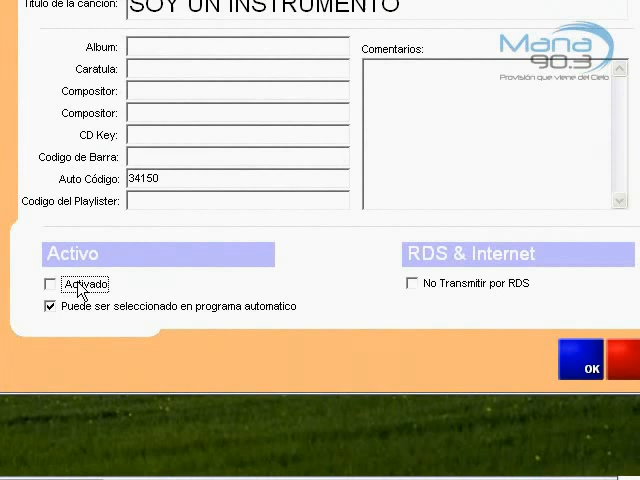 Titulo de la cancion:
SOY UN INSTRUMENTO
Album:
Caratula:
Compositor:
Compositor:
CD Key:
Codigo de Barra:
Auto Código: 34150
Codigo del Playlister:
Comentarios:
Mana
90.3
Provisión que viene del Cielo
Activo
Activado
Puede ser seleccionado en programa automatico
RDS & Internet
No Transmitir por RDS
OK